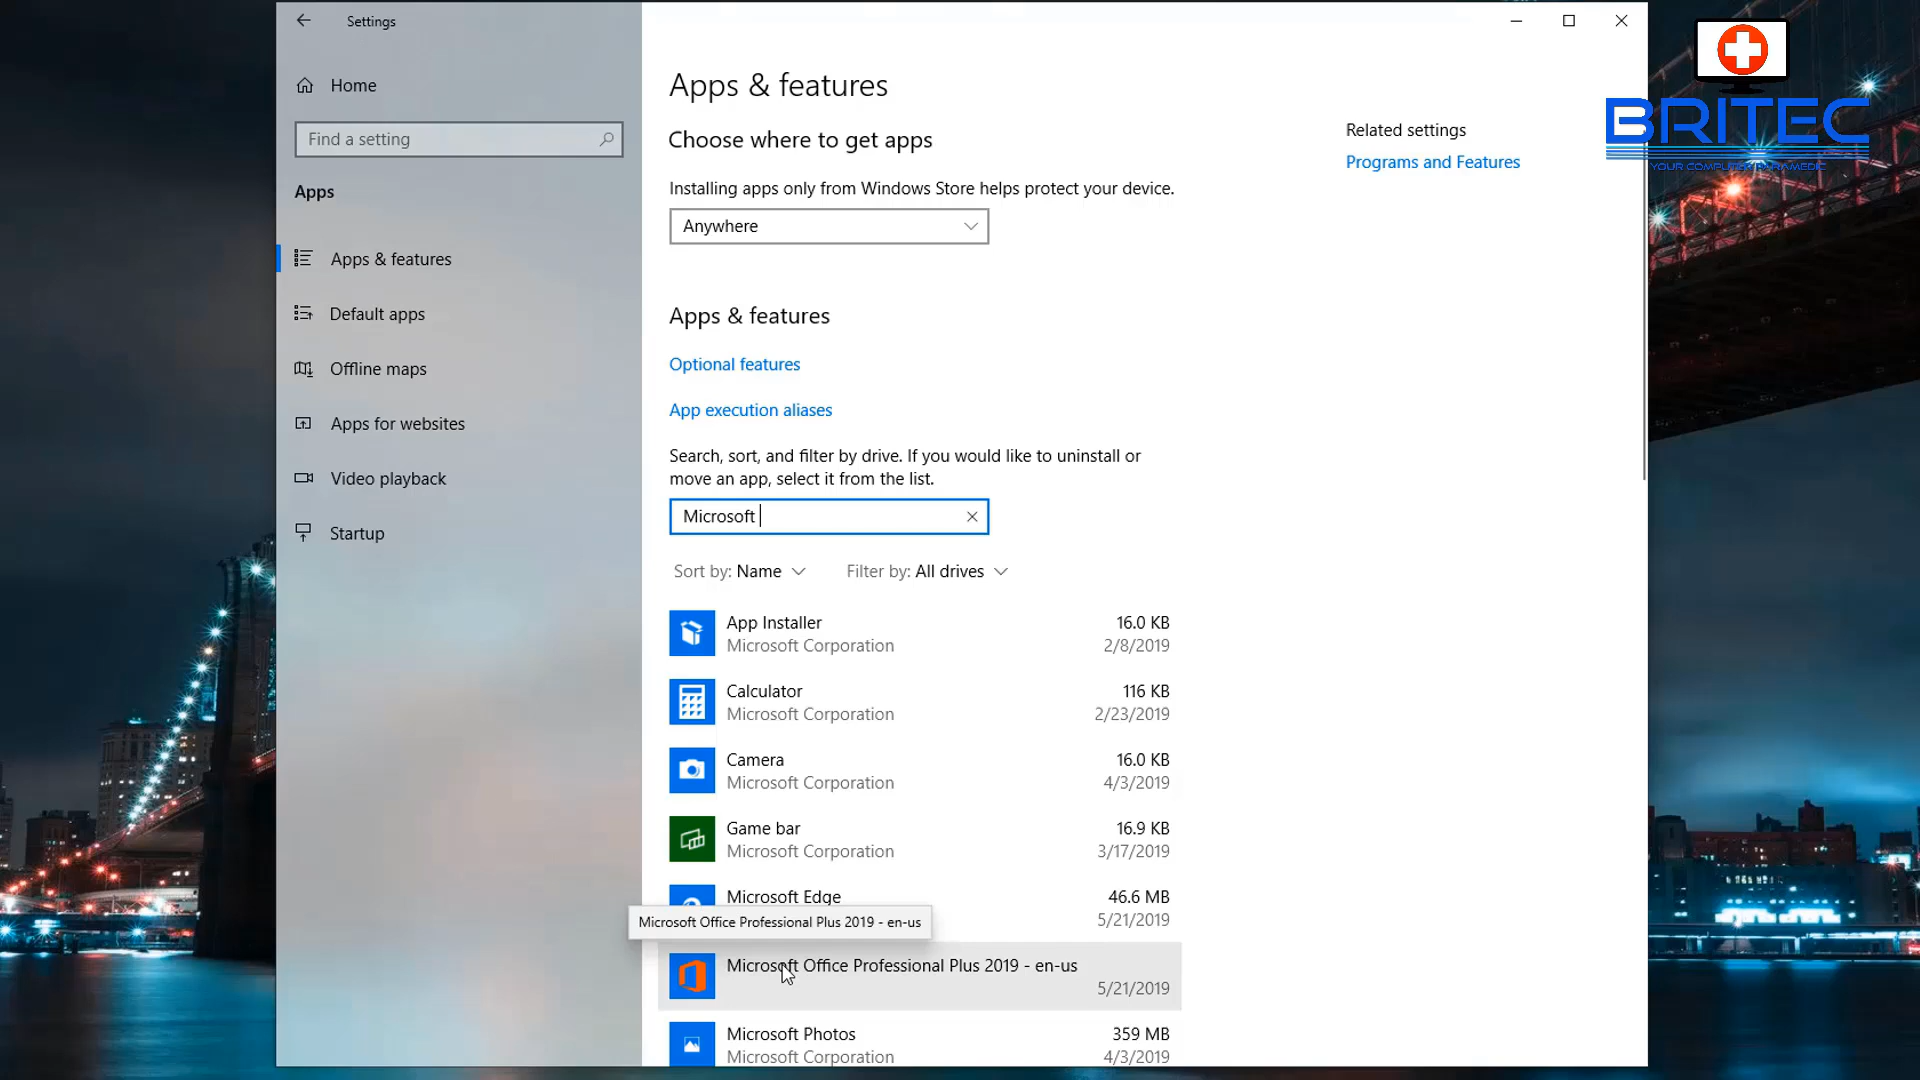 Settings
Home
Find a setting
Apps
Apps & features
Default apps
Offline maps
Apps for websites
Video playback
Startup
Apps & features
Choose where to get apps
Installing apps only from Windows Store helps protect your device.
Anywhere
Apps & features
Optional features
App execution aliases
Search, sort, and filter by drive. If you would like to uninstall or
move an app, select it from the list.
Microsoft
Sort by: Name
Filter by: All drives
App Installer 16.0 KB
Microsoft Corporation 2/8/2019
Calculator 116 KB
Microsoft Corporation 2/23/2019
Camera 16.0 KB
Microsoft Corporation 4/3/2019
Game bar 16.9 KB
Microsoft Corporation 3/17/2019
Microsoft Edge 46.6 MB
5/21/2019
Microsoft Office Professional Plus 2019 - en-us
Microsoft Office Professional Plus 2019 - en-us
5/21/2019
Microsoft Photos 359 MB
Microsoft Corporation 4/3/2019
Related settings
Programs and Features
BRITEC
YOUR COMPUTER PARAMEDIC